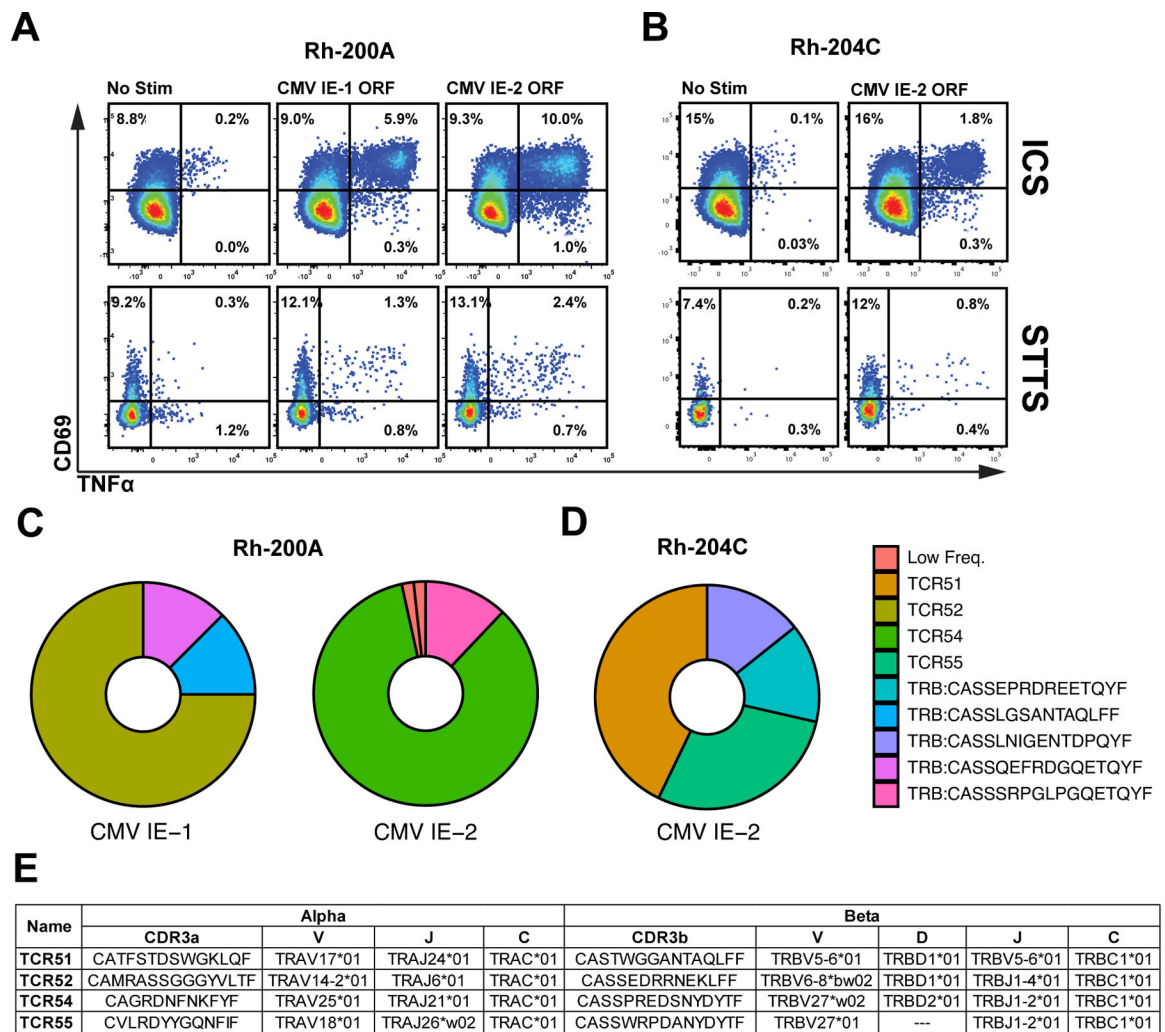 A
Rh-200A
No Stim
CMV IE-1 ORF
CMV IE-2 ORF
8.8%
0.2%
0.0%
9.0%
5.9%
0.3%
9.3%
10.0%
1.0%
9.2%
0.3%
1.2%
12.1%
1.3%
0.8%
13.1%
2.4%
0.7%
B
Rh-204C
No Stim
CMV IE-2 ORF
15%
0.1%
0.03%
16%
1.8%
0.3%
ICS
7.4%
0.2%
0.3%
12%
0.8%
0.4%
STTS
CD69
TNFα
C
Rh-200A
CMV IE−1
CMV IE−2
D
Rh-204C
CMV IE−2
Low Freq.
TCR51
TCR52
TCR54
TCR55
TRB:CASSEPRDREETQYF
TRB:CASSLGSANTAQLFF
TRB:CASSLNIGENTDPQYF
TRB:CASSQEFRDGQETQYF
TRB:CASSSRPGLPGQETQYF
E
Name Alpha Beta
CDR3a V J C CDR3b V D J C
TCR51 CATFSTDSWGKLQF TRAV17*01 TRAJ24*01 TRAC*01 CASTWGGANTAQLFF TRBV5-6*01 TRBD1*01 TRBV5-6*01 TRBC1*01
TCR52 CAMRASSGGGYVLTF TRAV14-2*01 TRAJ6*01 TRAC*01 CASSEDRRNEKLFF TRBV6-8*bw02 TRBD1*01 TRBJ1-4*01 TRBC1*01
TCR54 CAGRDNFNKFYF TRAV25*01 TRAJ21*01 TRAC*01 CASSPREDSNYDYTF TRBV27*w02 TRBD2*01 TRBJ1-2*01 TRBC1*01
TCR55 CVLRDYYGQNFIF TRAV18*01 TRAJ26*w02 TRAC*01 CASSWRPDANYDYTF TRBV27*01 --- TRBJ1-2*01 TRBC1*01